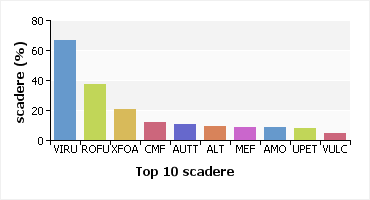 80
60
40
20
0
scadere (%)
VIRU ROFU XFOA CMF AUTT ALT MEF AMO UPET VULC
Top 10 scadere